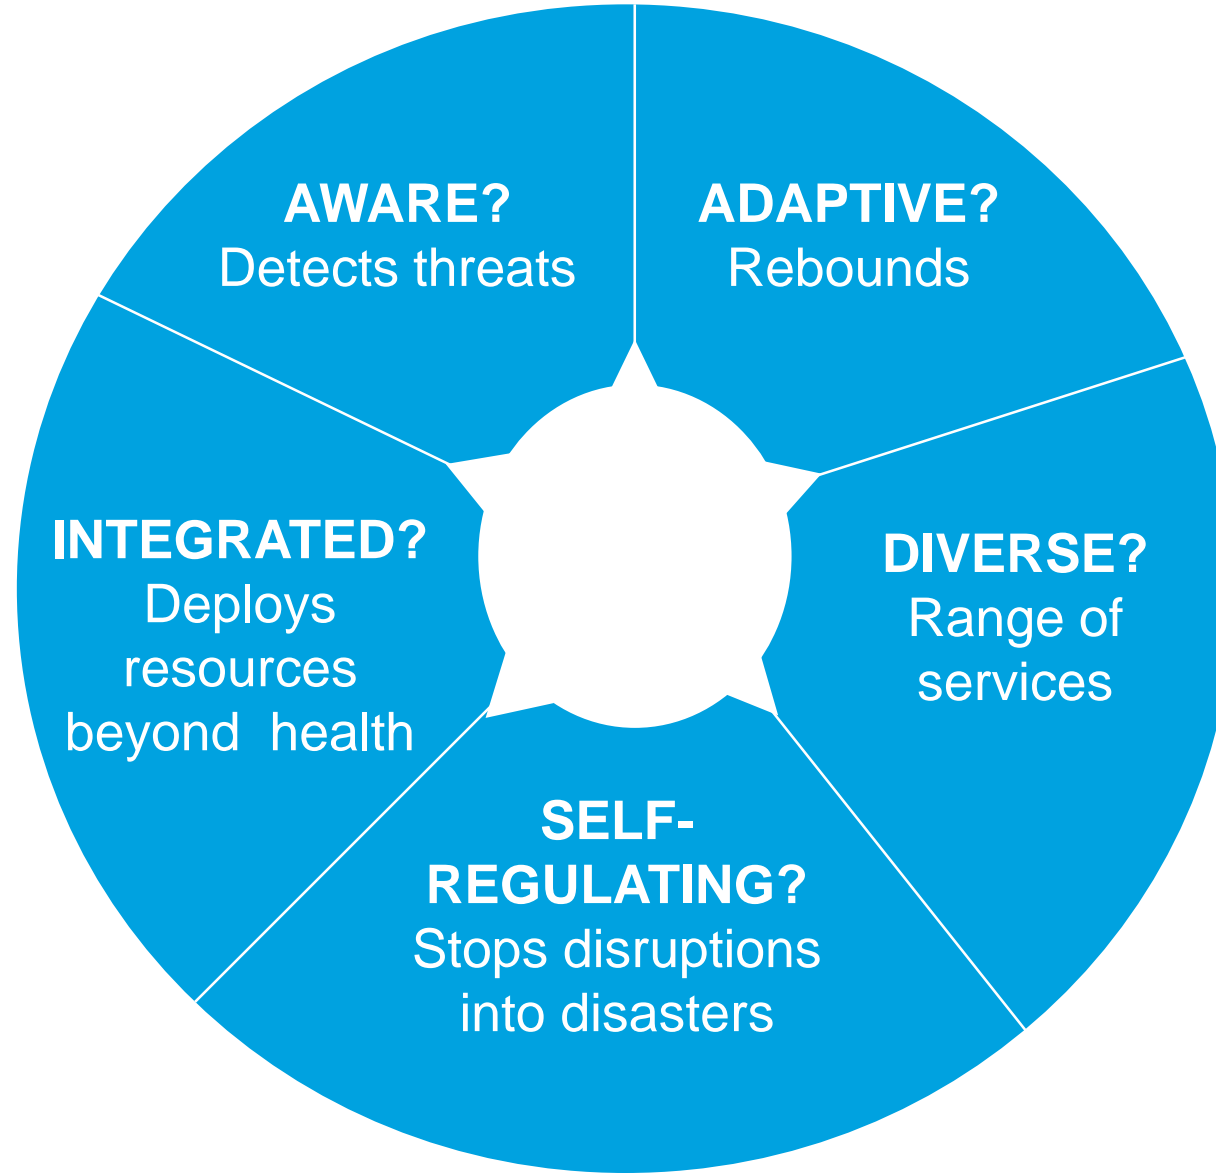 AWARE?
Detects threats
ADAPTIVE?
Rebounds
INTEGRATED?
Deploys
resources
beyond  health
DIVERSE?
Range of
services
SELF-
REGULATING?
Stops disruptions
into disasters